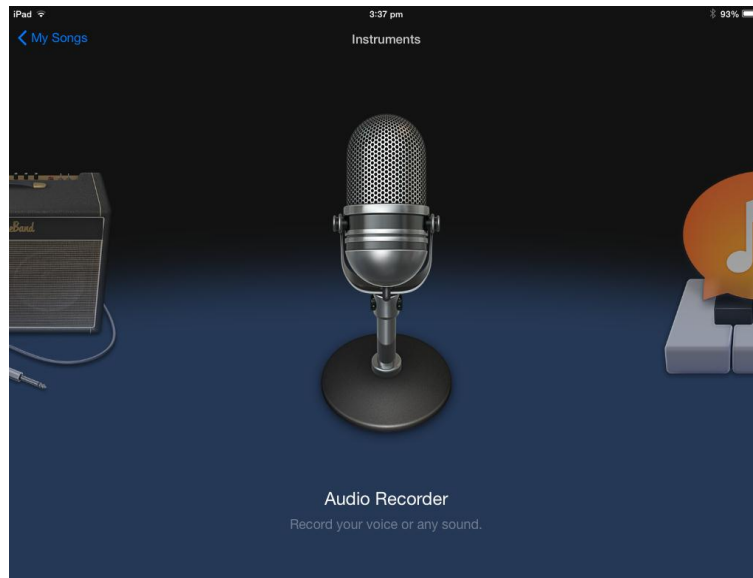 iPad
3:37 pm
93%
My Songs
Instruments
Audio Recorder
Record your voice or any sound.